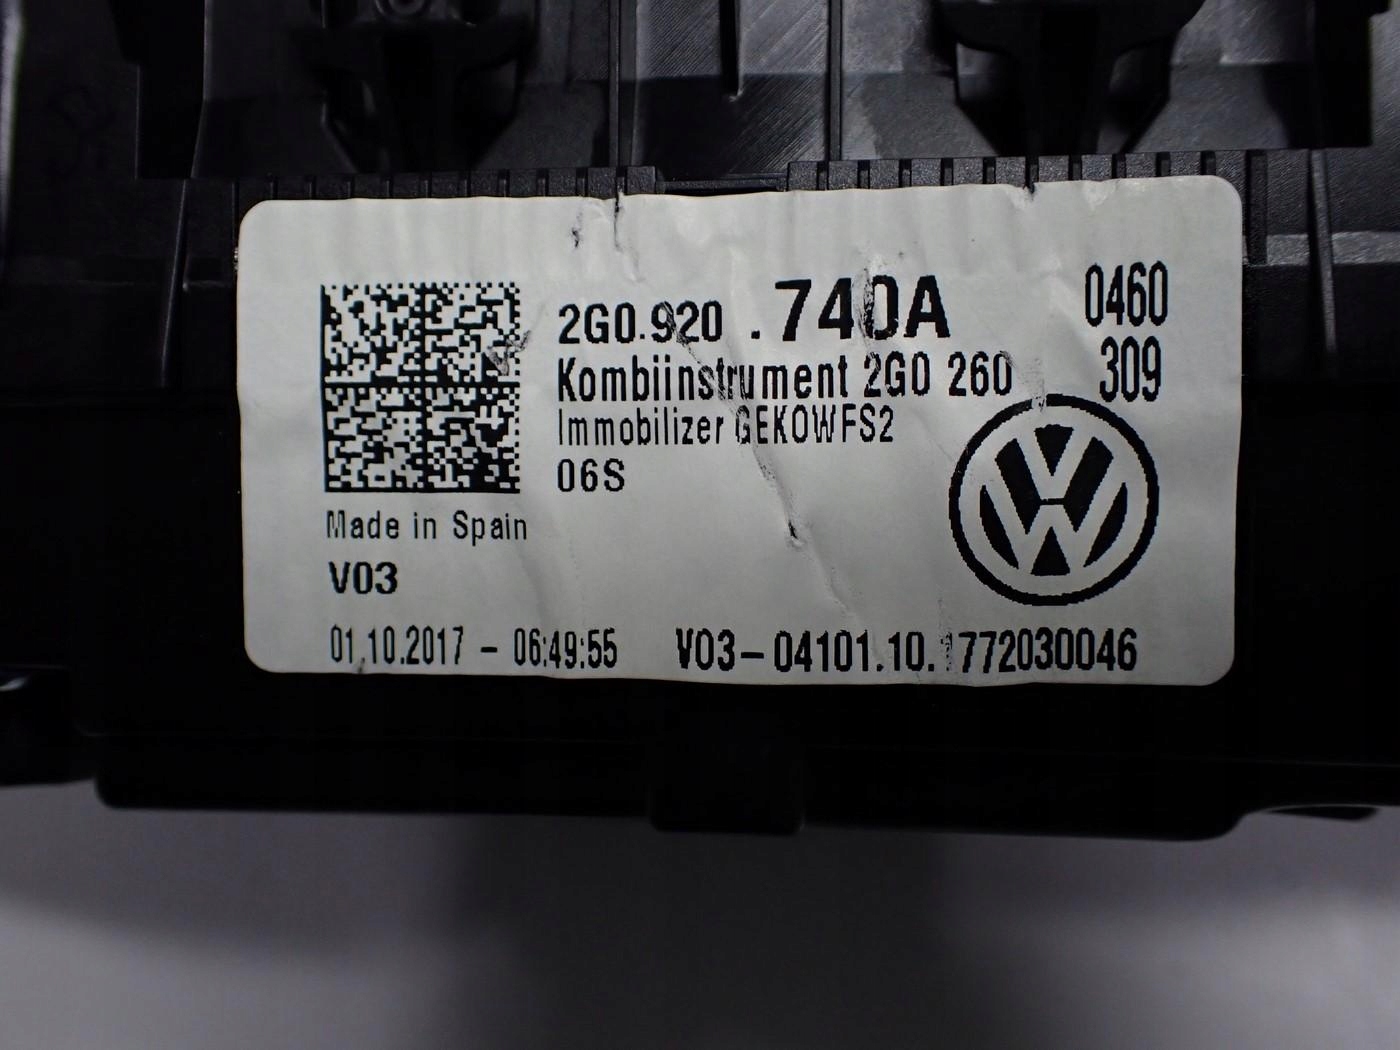 2G0.920 .740A 0460
Kombiinstrument 2G0 260 309
Immobilizer GEKOWFS2
06S
Made in Spain
V03
01.10.2017 - 06:49:55 V03-04101.10.1772030046